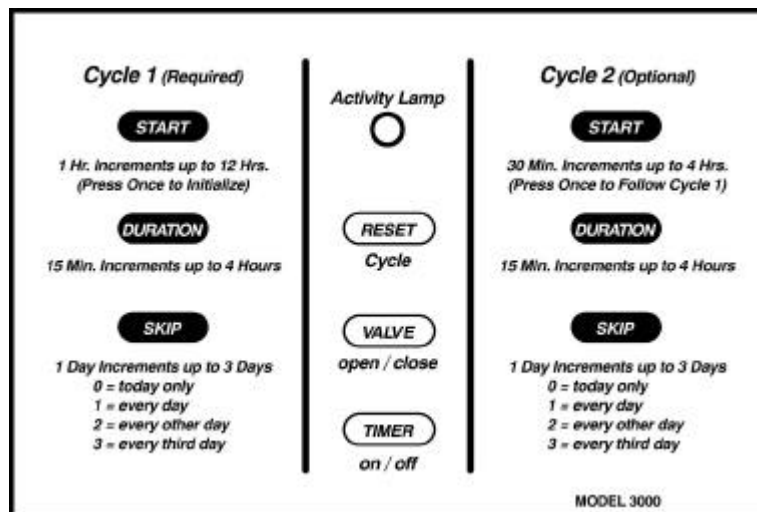 Cycle 1 (Required)
START
1 Hr. Increments up to 12 Hrs.
(Press Once to Initialize)
DURATION
15 Min. Increments up to 4 Hours
SKIP
1 Day Increments up to 3 Days
0 = today only
1 = every day
2 = every other day
3 = every third day
Activity Lamp
RESET
Cycle
VALVE
open / close
TIMER
on / off
Cycle 2 (Optional)
START
30 Min. Increments up to 4 Hrs.
(Press Once to Follow Cycle 1)
DURATION
15 Min. Increments up to 4 Hours
SKIP
1 Day Increments up to 3 Days
0 = today only
1 = every day
2 = every other day
3 = every third day
MODEL 3000